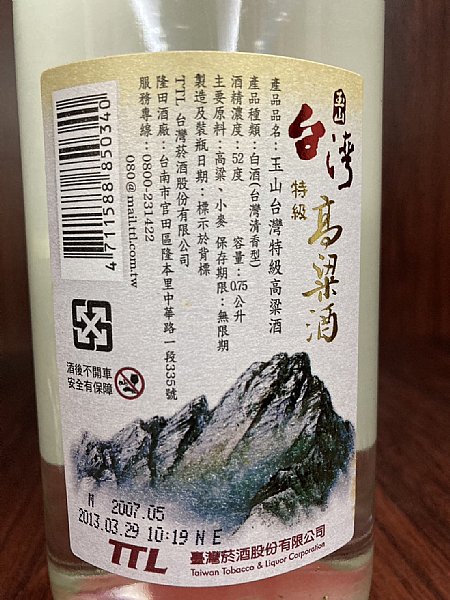 玉山
台灣
特級
高粱酒
產品品名：玉山台灣特級高粱酒
產品種類：白酒(台灣清香型)
酒精濃度：52度 容量：0.75公升
主要原料：高粱、小麥 保存期限：無限期
製造及裝瓶日期：標示於背標
TTL 台灣菸酒股份有限公司
隆田酒廠：台南市官田區隆本里中華路一段335號
服務專線：0800-231422
080@mail.ttl.com.tw
4 711588 850340
酒後不開車
安全有保障
N 2007.05
2013.03.29 10:19 N E
TTL 臺灣菸酒股份有限公司
Taiwan Tobacco & Liquor Corporation